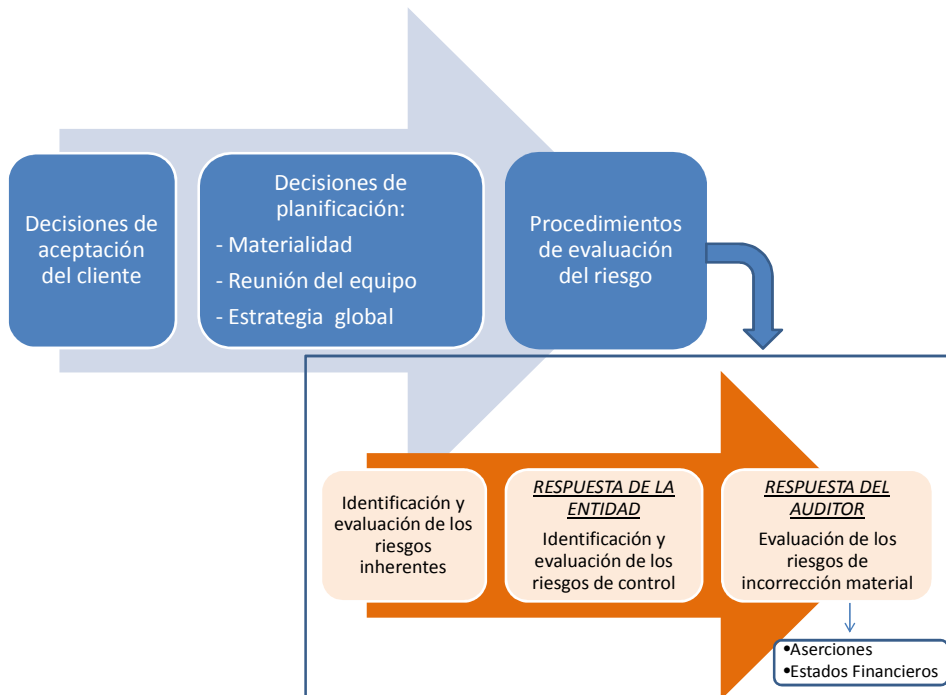 Decisiones de
aceptación
del cliente
Decisiones de
planificación:
- Materialidad
- Reunión del equipo
- Estrategia global
Procedimientos
de evaluación
del riesgo
Identificación y
evaluación de los
riesgos
inherentes
RESPUESTA DE LA
ENTIDAD
Identificación y
evaluación de los
riesgos de control
RESPUESTA DEL
AUDITOR
Evaluación de los
riesgos de
incorrección material
•Aserciones
•Estados Financieros